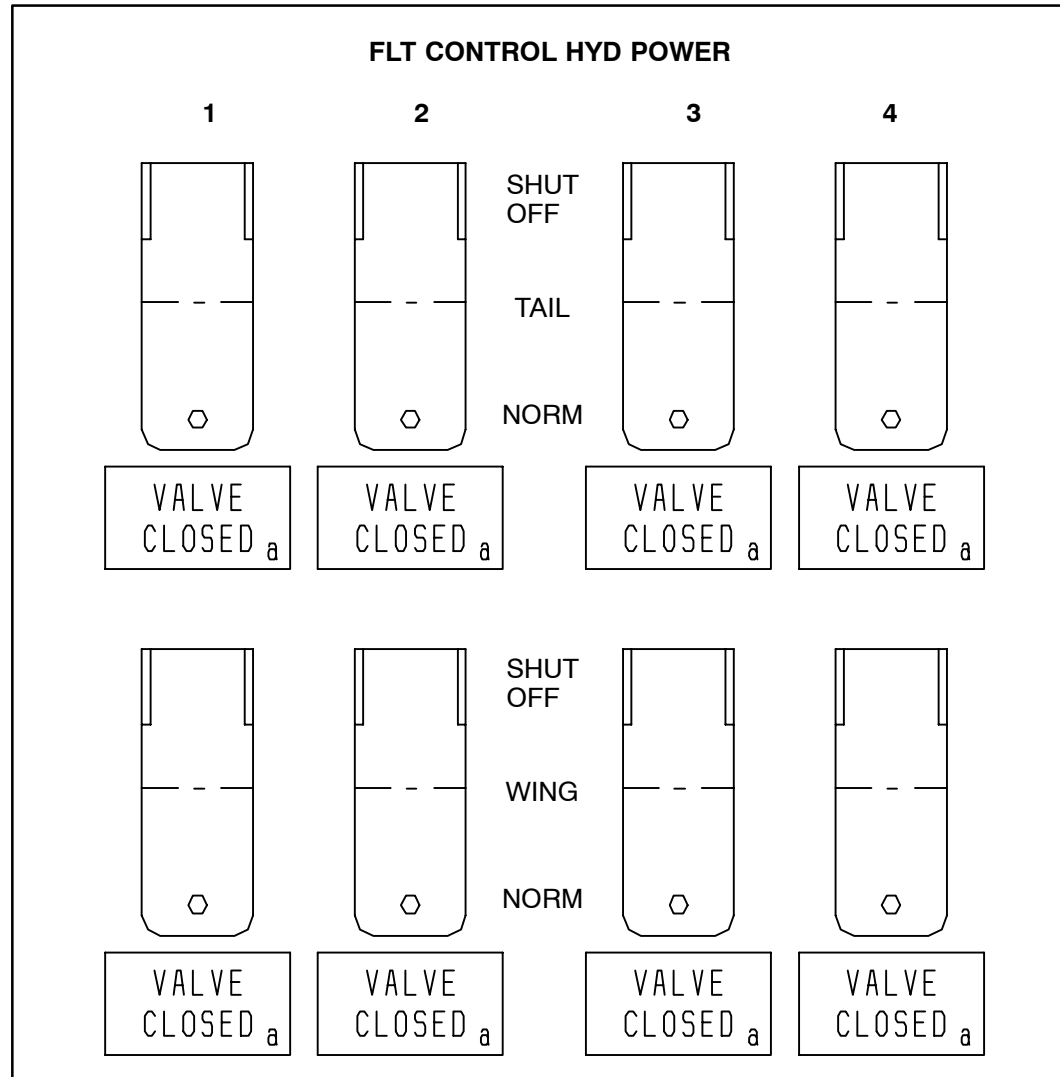 FLT CONTROL HYD POWER
1 2 3 4
SHUT
OFF
TAIL
NORM
VALVE VALVE VALVE VALVE
CLOSED a CLOSED a CLOSED a CLOSED a
SHUT
OFF
WING
NORM
VALVE VALVE VALVE VALVE
CLOSED a CLOSED a CLOSED a CLOSED a